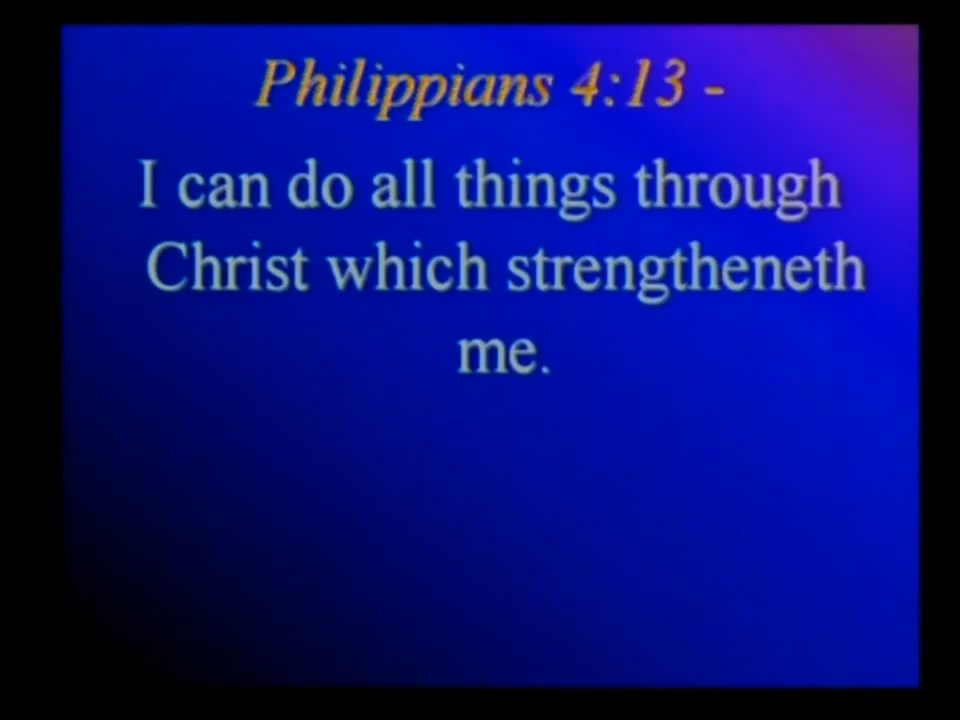 Philippians 4:13 -
I can do all things through
Christ which strengtheneth
me.